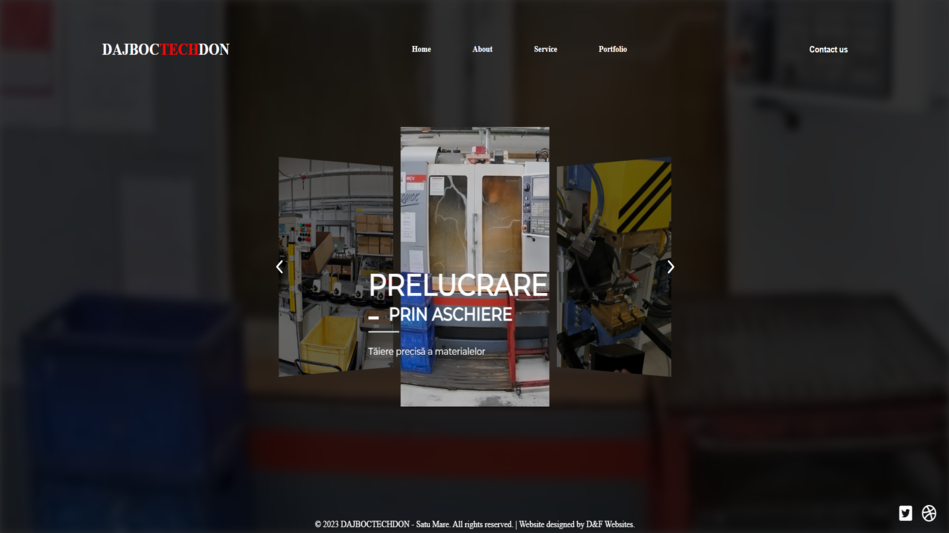 DAJBOCTECHDON
Home About Service Portfolio
Contact us
PRELUCRARE
PRIN ASCHIERE
Tăiere precisă a materialelor
© 2023 DAJBOCTECHDON - Satu Mare. All rights reserved. | Website designed by D&F Websites.